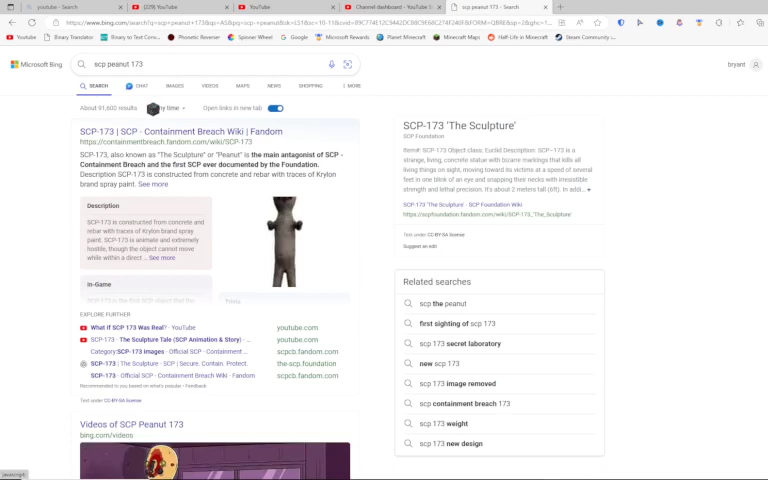 youtube - Search
(229) YouTube
YouTube
Channel dashboard - YouTube S
scp peanut 173 - Search
Youtube
Binary Translator
Phonetic Reverser
Spinner Wheel
Google
Microsoft Rewards
Planet Minecraft
Minecraft Maps
Half-Life in Minecraft
Steam Community :...
Microsoft Bing
scp peanut 173
bryant
SEARCH
CHAT
IMAGES
VIDEOS
MAPS
NEWS
SHOPPING
MORE
About 91,600 results
by time
Open links in new tab
SCP-173 | SCP - Containment Breach Wiki | Fandom
https://containmentbreach.fandom.com/wiki/SCP-173
SCP-173, also known as "The Sculpture" or "Peanut" is the main antagonist of SCP -
Containment Breach and the first SCP ever documented by the Foundation.
Description SCP-173 is constructed from concrete and rebar with traces of Krylon
brand spray paint. See more
Description
SCP-173 is constructed from concrete and
rebar with traces of Krylon brand spray
paint. SCP-173 is animate and extremely
hostile, though the object cannot move
while within a direct ... See more
In-Game
SCP-173 is the first SCP object that the
Trivia
EXPLORE FURTHER
What if SCP 173 Was Real? - YouTube
youtube.com
SCP-173 - The Sculpture Tale (SCP Animation & Story) - ...
youtube.com
Category:SCP-173 images - Official SCP - Containment ...
scpcb.fandom.com
SCP-173 | The Sculpture - SCP | Secure. Contain. Protect.
the-scp.foundation
SCP-173 - Official SCP - Containment Breach Wiki - Fandom
scpcb.fandom.com
Recommended to you based on what's popular • Feedback
Text under CC-BY-SA license
Videos of SCP Peanut 173
bing.com/videos
SCP-173 'The Sculpture'
SCP Foundation
Item#: SCP-173 Object class: Euclid Description: SCP-173 is a
strange, living, concrete statue with bizarre markings that kills all
living things on sight, moving toward its victims at a speed of several
feet in one blink of an eye and snapping their necks with irresistible
strength and lethal precision. It's about 2 meters tall (6ft). In addi...
SCP-173 'The Sculpture' - SCP Foundation Wiki
https://scpfoundation.fandom.com/wiki/SCP-173_'The_Sculpture'
Text under CC-BY-SA license
Suggest an edit
Related searches
scp the peanut
first sighting of scp 173
scp 173 secret laboratory
new scp 173
scp 173 image removed
scp containment breach 173
scp 173 weight
scp 173 new design
javascript: